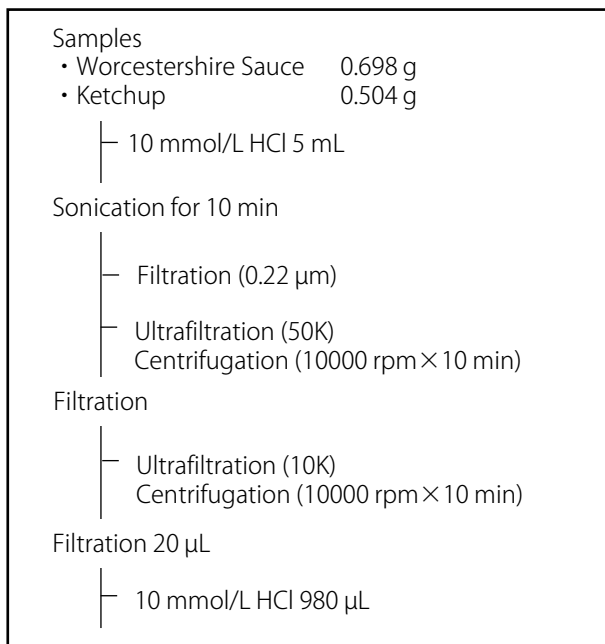 Samples
・Worcestershire Sauce 0.698 g
・Ketchup 0.504 g
10 mmol/L HCl 5 mL
Sonication for 10 min
Filtration (0.22 μm)
Ultrafiltration (50K)
Centrifugation (10000 rpm×10 min)
Filtration
Ultrafiltration (10K)
Centrifugation (10000 rpm×10 min)
Filtration 20 μL
10 mmol/L HCl 980 μL